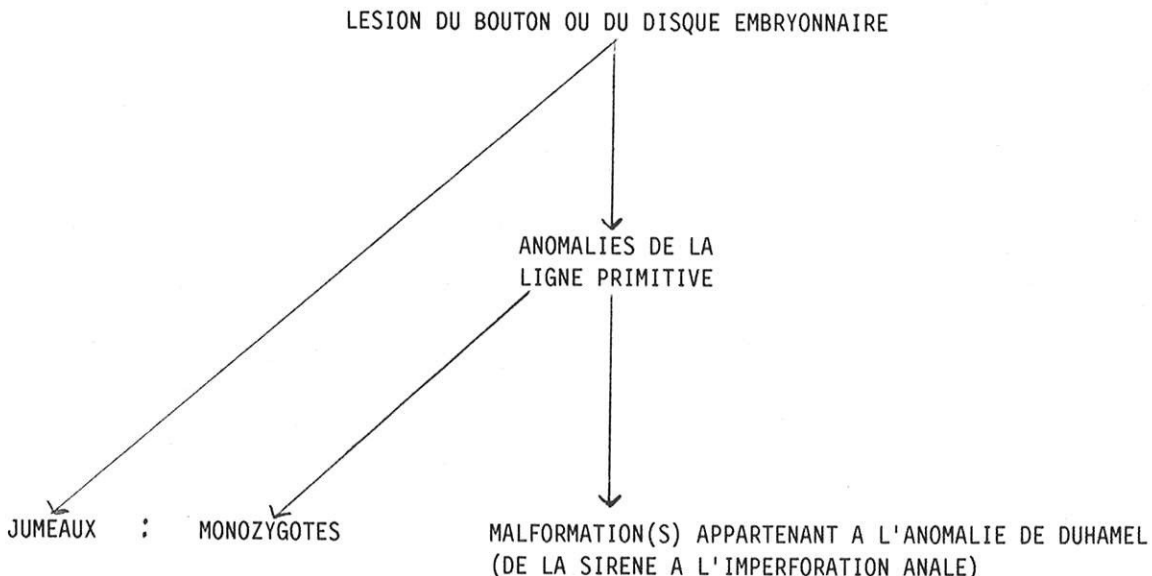 LESION DU BOUTON OU DU DISQUE EMBRYONNAIRE
ANOMALIES DE LA
LIGNE PRIMITIVE
JUMEAUX : MONOZYGOTES
MALFORMATION(S) APPARTENANT A L'ANOMALIE DE DUHAMEL
(DE LA SIRENE A L'IMPERFORATION ANALE)